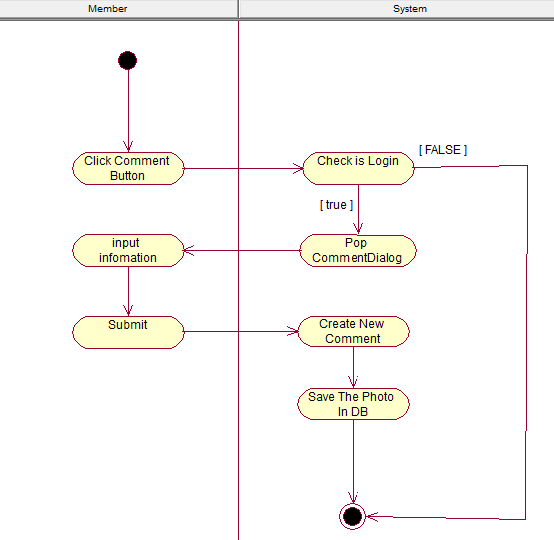 Member
System
Click Comment
Button
Check is Login
[ FALSE ]
[ true ]
input
infomation
Pop
CommentDialog
Submit
Create New
Comment
Save The Photo
In DB